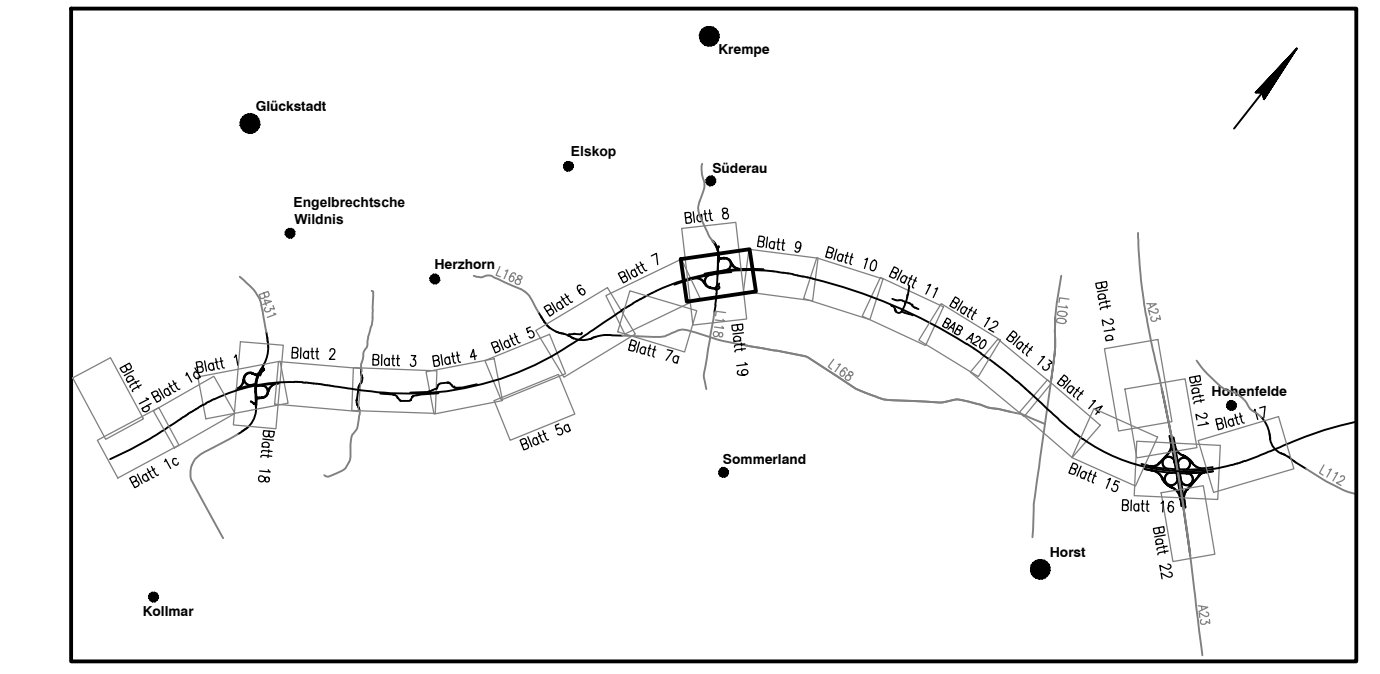 Krempe
Glückstadt
Elskop
Süderau
Engelbrechtsche
Wildnis
Blatt 8
Herzhorn
L168
Blatt 7
Blatt 9
Blatt 10
Blatt 11
Blatt 6
B431
L118
Blatt 12
BAB A20
L100
A23
Blatt 21a
Blatt 5
Blatt 7a
Blatt 19
Blatt 13
Blatt 1
Blatt 2
Blatt 3
Blatt 4
L168
Blatt 1b
Blatt 1a
Blatt 14
Blatt 21
Hohenfelde
Blatt 17
Blatt 5a
Blatt 18
Blatt 1c
Sommerland
Blatt 15
L112
Blatt 16
Horst
Blatt 22
Kollmar
A23